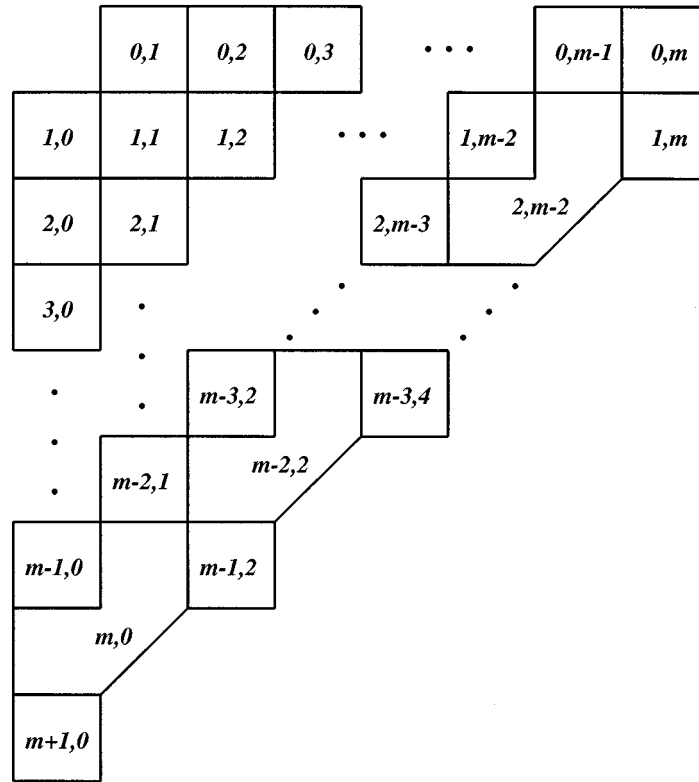 0,1 0,2 0,3 • • • 0,m-1 0,m
1,0 1,1 1,2 • • • 1,m-2 1,m
2,0 2,1 2,m-3 2,m-2
3,0
m-3,2 m-3,4
m-2,1 m-2,2
m-1,0 m-1,2
m,0
m+1,0